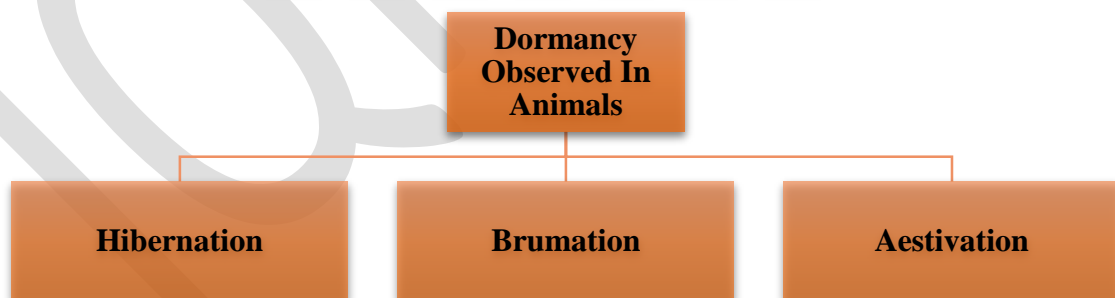 Dormancy
Observed In
Animals
Hibernation
Brumation
Aestivation